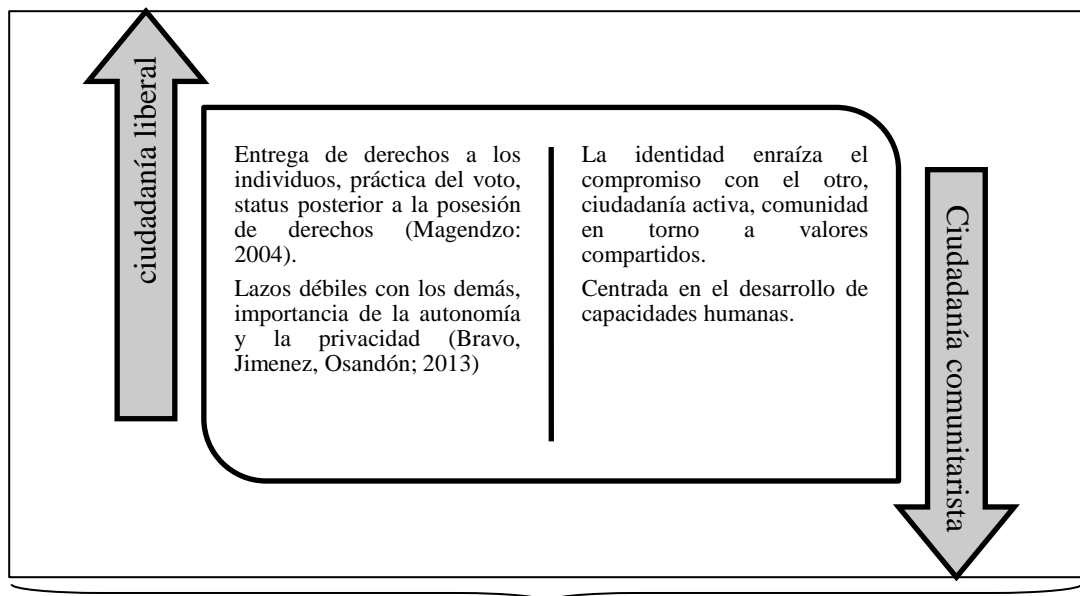 ciudadanía liberal
Entrega de derechos a los
individuos, práctica del voto,
status posterior a la posesión
de derechos (Magendzo:
2004).
Lazos débiles con los demás,
importancia de la autonomía
y la privacidad (Bravo,
Jimenez, Osandón; 2013)
La identidad enraíza el
compromiso con el otro,
ciudadanía activa, comunidad
en torno a valores
compartidos.
Centrada en el desarrollo de
capacidades humanas.
Ciudadanía comunitarista